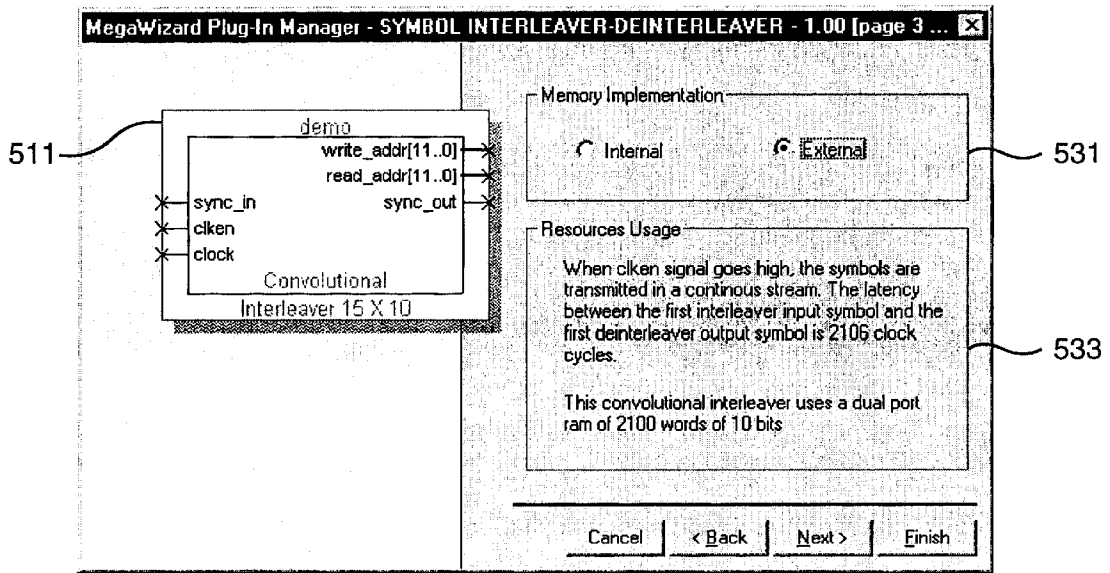 MegaWizard Plug-In Manager - SYMBOL INTERLEAVER-DEINTERLEAVER - 1.00 [page 3 ...
511
demo
write_addr[11..0]
read_addr[11..0]
sync_in
sync_out
clken
clock
Convolutional
Interleaver 15 X 10
Memory Implementation
Internal
External
531
Resources Usage
When clken signal goes high, the symbols are
transmitted in a continous stream. The latency
between the first interleaver input symbol and the
first deinterleaver output symbol is 2106 clock
cycles.
This convolutional interleaver uses a dual port
ram of 2100 words of 10 bits
533
Cancel
< Back
Next >
Finish